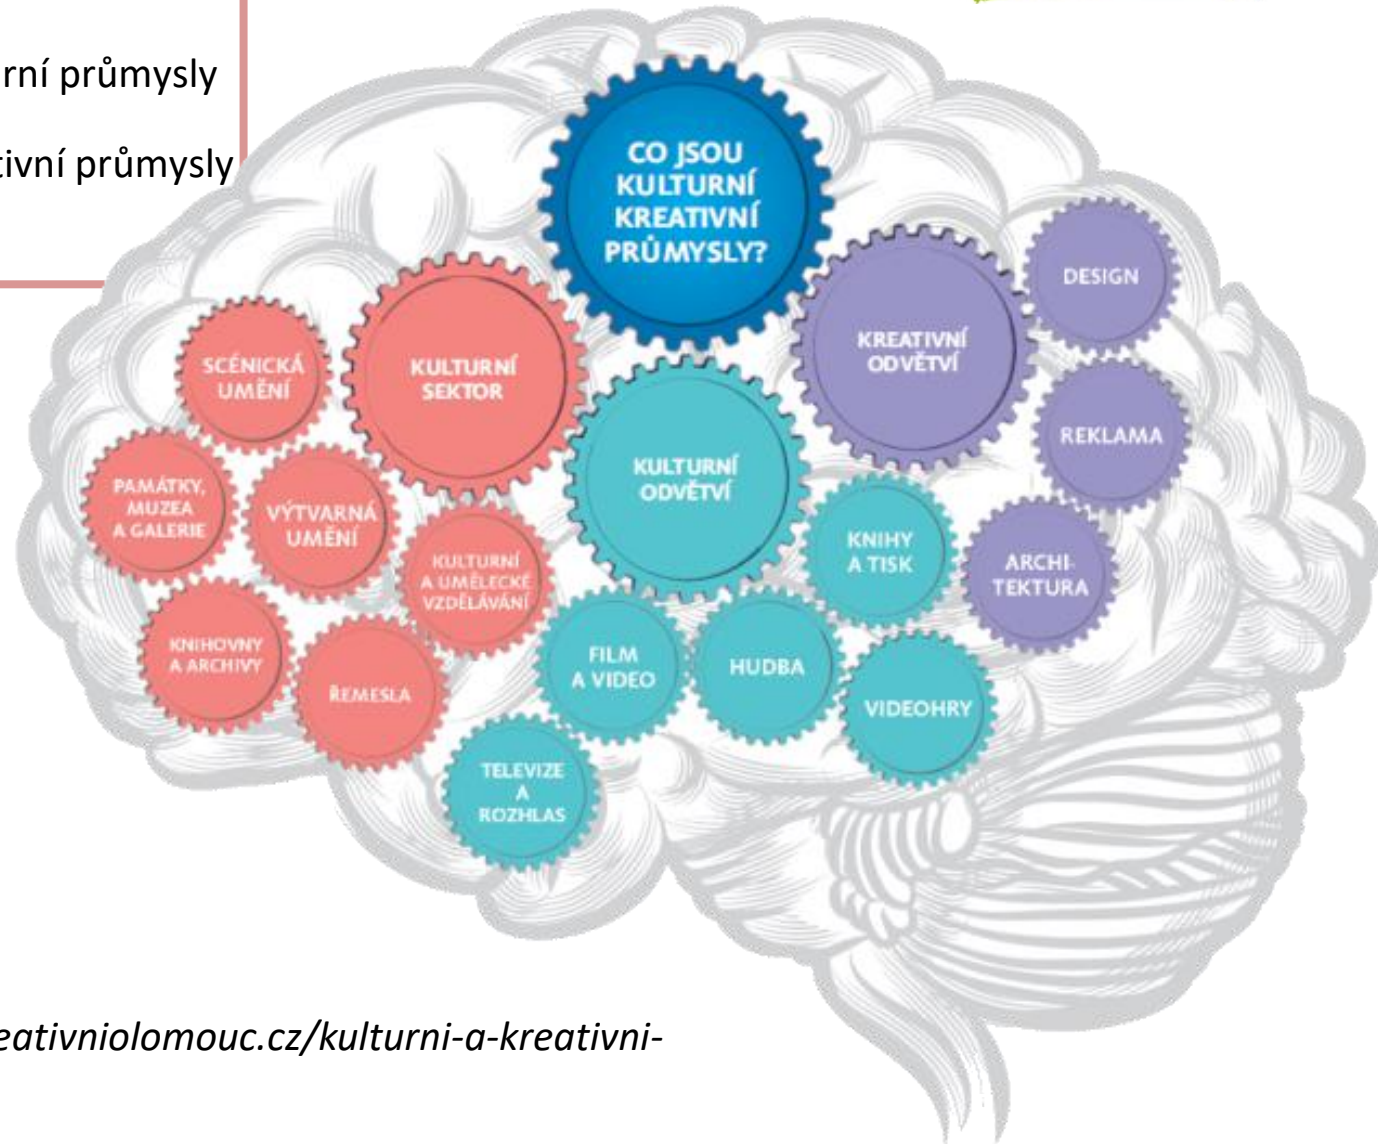 rní průmysly
tivní průmysly
CO JSOU
KULTURNÍ
KREATIVNÍ
PRŮMYSLY?
KULTURNÍ
SEKTOR
SCÉNICKÁ
UMĚNÍ
PAMÁTKY,
MUZEA
A GALERIE
VÝTVARNÁ
UMĚNÍ
KULTURNÍ
A UMĚLECKÉ
VZDĚLÁVÁNÍ
KNIHOVNY
A ARCHIVY
ŘEMESLA
KULTURNÍ
ODVĚTVÍ
KNIHY
A TISK
FILM
A VIDEO
HUDBA
VIDEOHRY
TELEVIZE
A
ROZHLAS
KREATIVNÍ
ODVĚTVÍ
DESIGN
REKLAMA
ARCHI-
TEKTURA
eativniolomouc.cz/kulturni-a-kreativni-